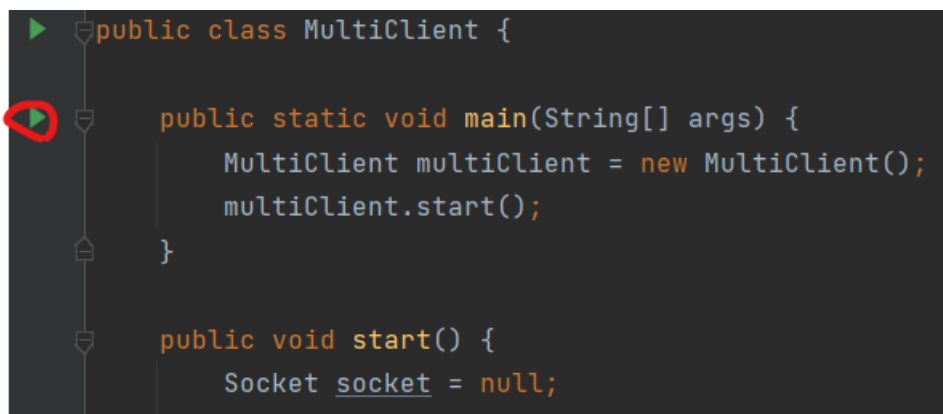 public class MultiClient {
public static void main(String[] args) {
MultiClient multiClient = new MultiClient();
multiClient.start();
}
public void start() {
Socket socket = null;